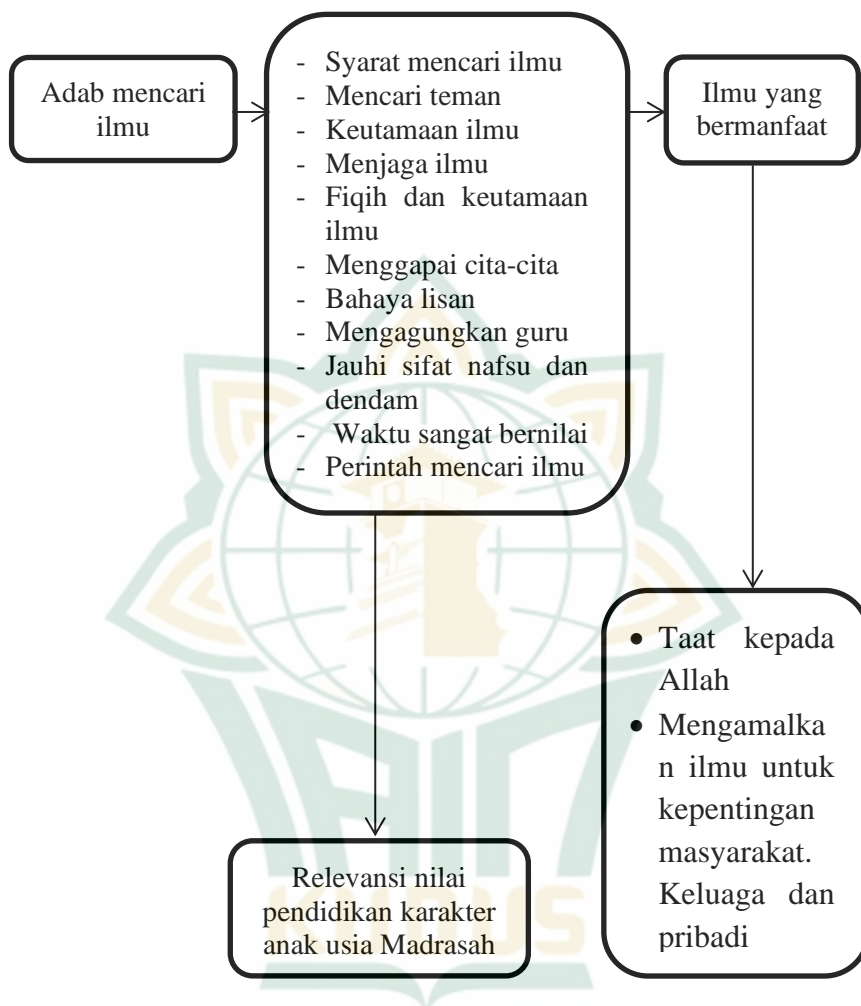 Adab mencari
ilmu
- Syarat mencari ilmu
- Mencari teman
- Keutamaan ilmu
- Menjaga ilmu
- Fiqih dan keutamaan
ilmu
- Menggapai cita-cita
- Bahaya lisan
- Mengagungkan guru
- Jauhi sifat nafsu dan
dendam
- Waktu sangat bernilai
- Perintah mencari ilmu
Ilmu yang
bermanfaat
• Taat kepada
Allah
• Mengamalka
n ilmu untuk
kepentingan
masyarakat.
Keluaga dan
pribadi
Relevansi nilai
pendidikan karakter
anak usia Madrasah
IAIN
KUDUS